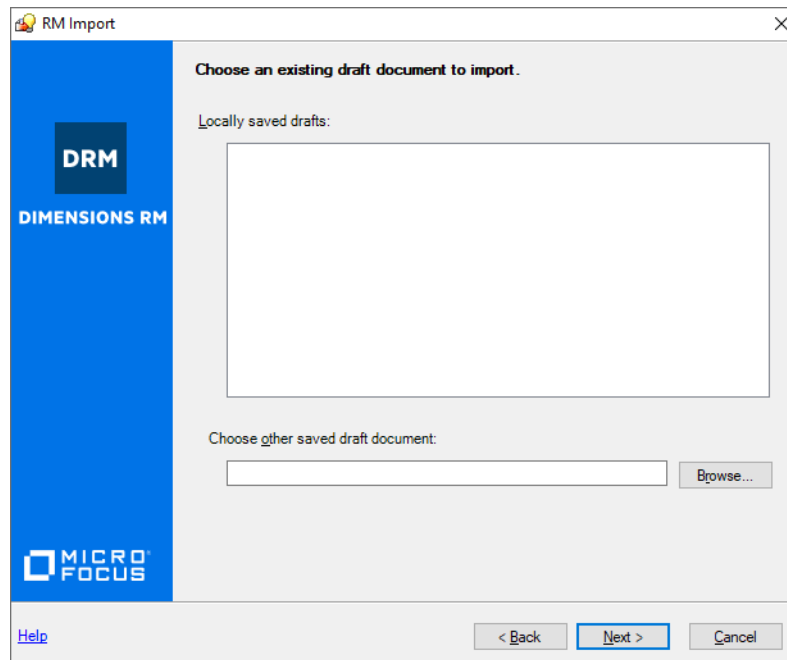 RM Import
Choose an existing draft document to import.
Locally saved drafts:
DRM
DIMENSIONS RM
Choose other saved draft document:
Browse...
MICRO
FOCUS
Help
< Back
Next >
Cancel